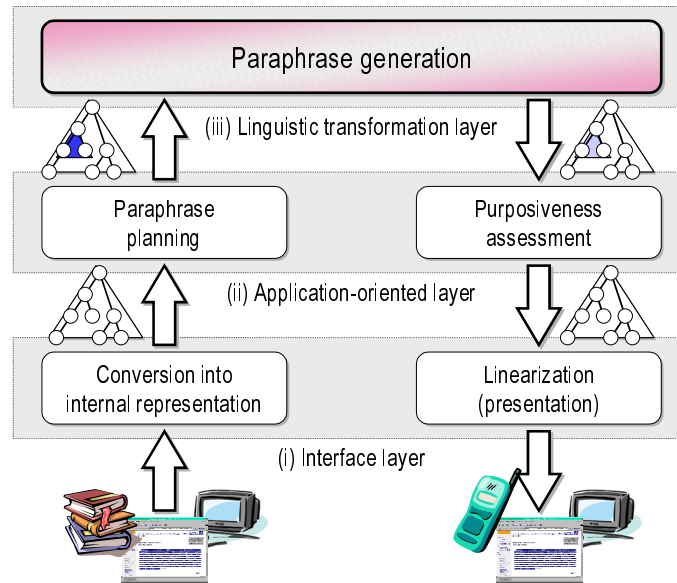 Paraphrase generation
(iii) Linguistic transformation layer
Paraphrase
planning
Purposiveness
assessment
(ii) Application-oriented layer
Conversion into
internal representation
Linearization
(presentation)
(i) Interface layer